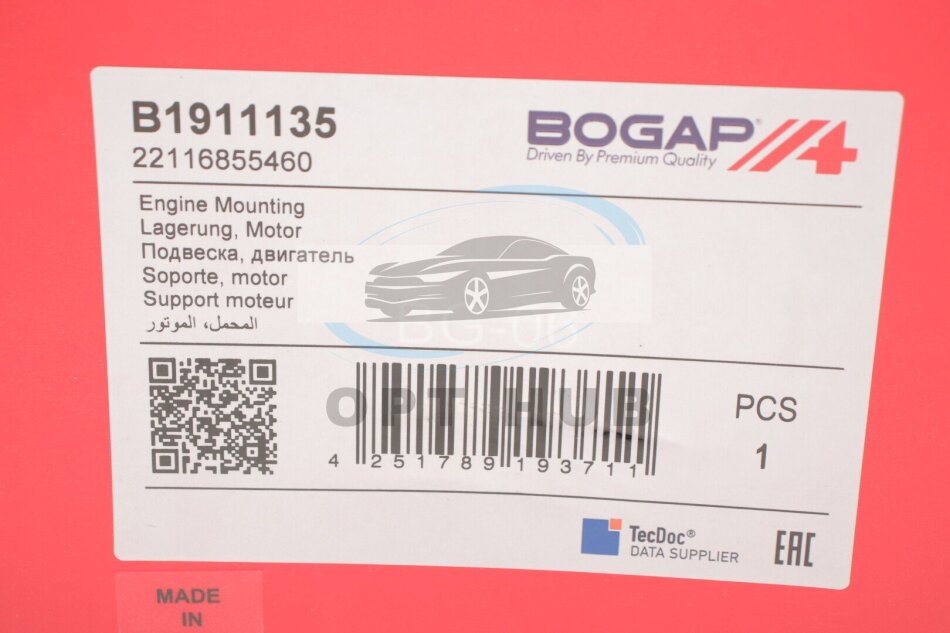 B1911135
22116855460
BOGAP®
Driven By Premium Quality
Engine Mounting
Lagerung, Motor
Подвеска, двигатель
Soporte, motor
Support moteur
المحمل، الموتور
OPT HUB
4 251789 193711
PCS
1
TecDoc®
DATA SUPPLIER
EAC
MADE
IN